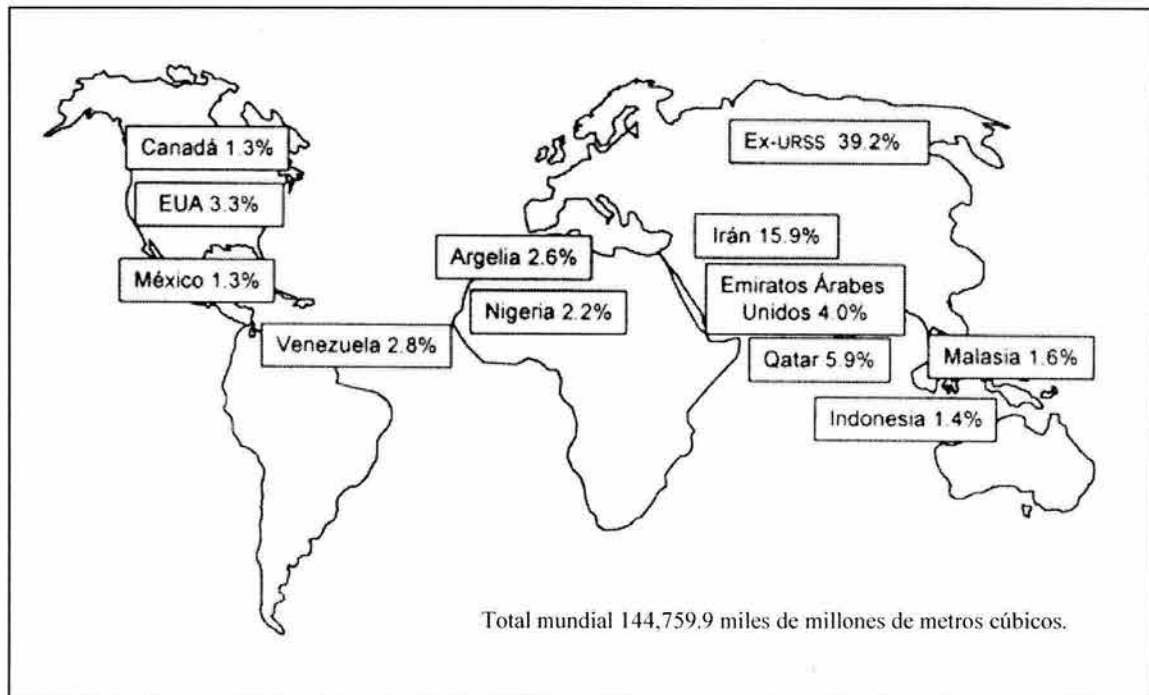 Canadá 1.3%
EUA 3.3%
México 1.3%
Venezuela 2.8%
Argelia 2.6%
Nigeria 2.2%
Ex-URSS 39.2%
Irán 15.9%
Emiratos Árabes
Unidos 4.0%
Qatar 5.9%
Malasia 1.6%
Indonesia 1.4%
Total mundial 144,759.9 miles de millones de metros cúbicos.